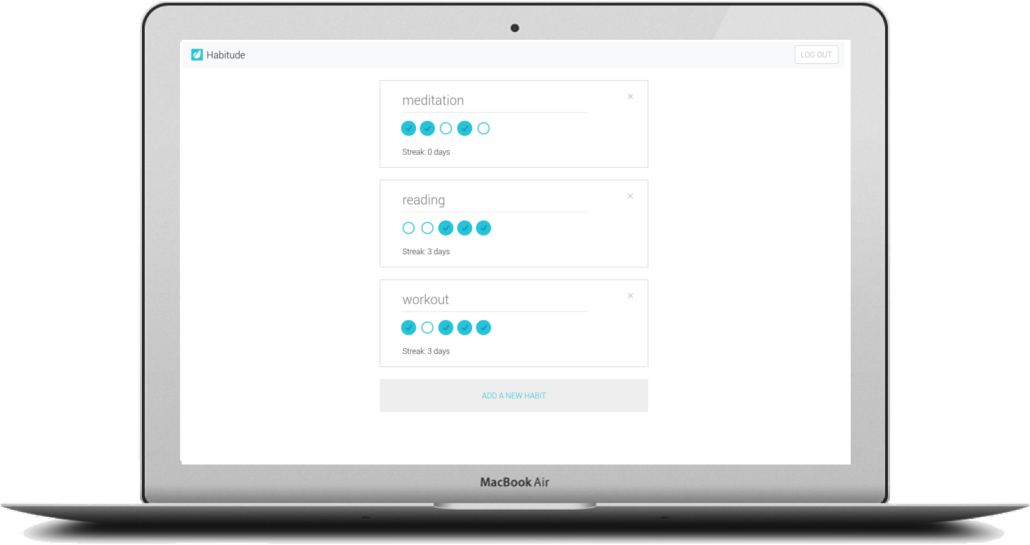 Habitude
LOG OUT
meditation
×
Streak: 0 days
reading
×
Streak: 3 days
workout
×
Streak: 3 days
ADD A NEW HABIT
MacBook Air